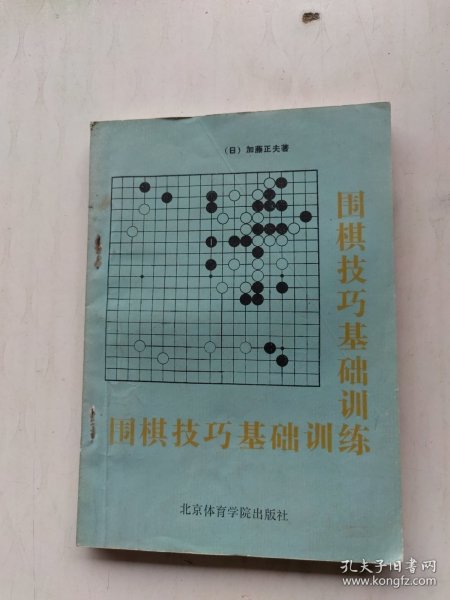 （日）加藤正夫著
围棋技巧基础训练
围棋技巧基础训练
北京体育学院出版社
孔夫子旧书网
www.kongfz.com